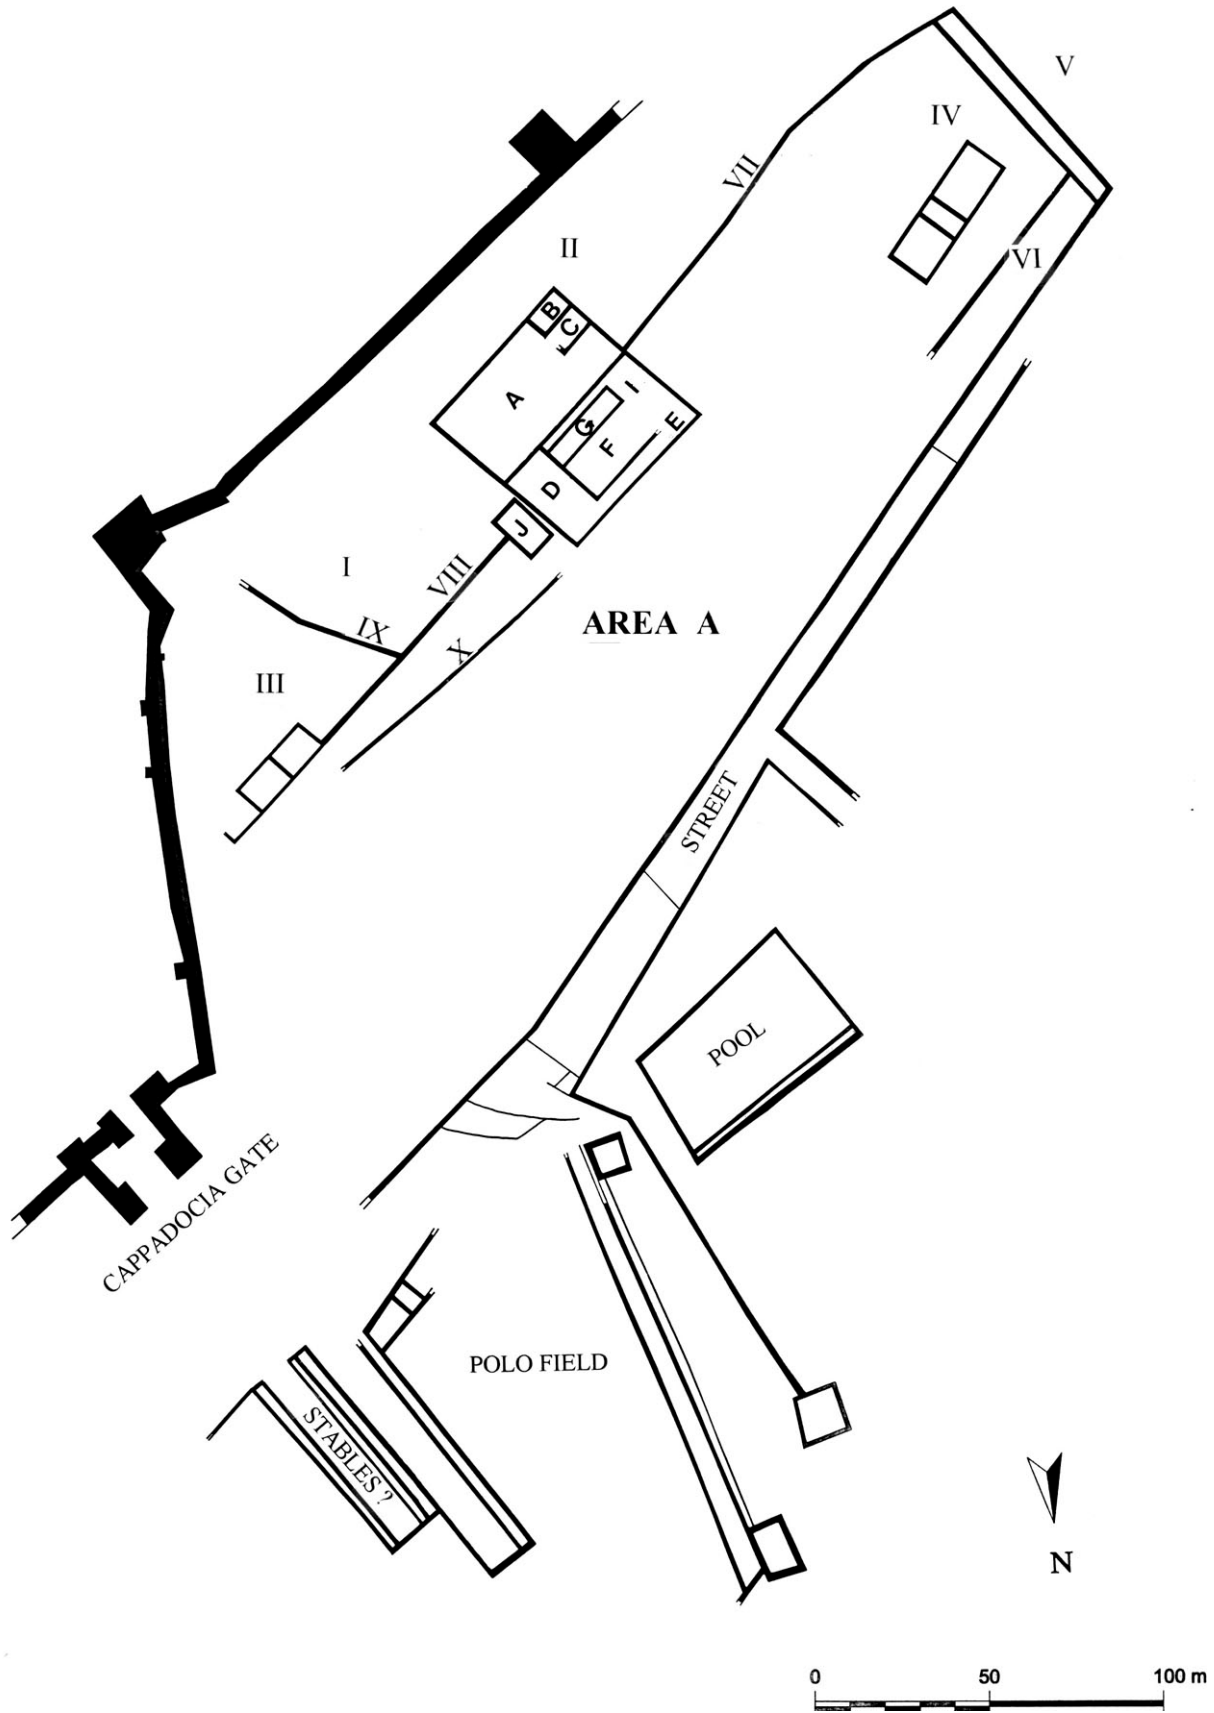 V
IV
VII
II
VI
B
C
I
A
G
E
F
D
J
I
VIII
IX
AREA A
X
III
STREET
POOL
CAPPADOCIA GATE
POLO FIELD
STABLES ?
N
0 50 100 m